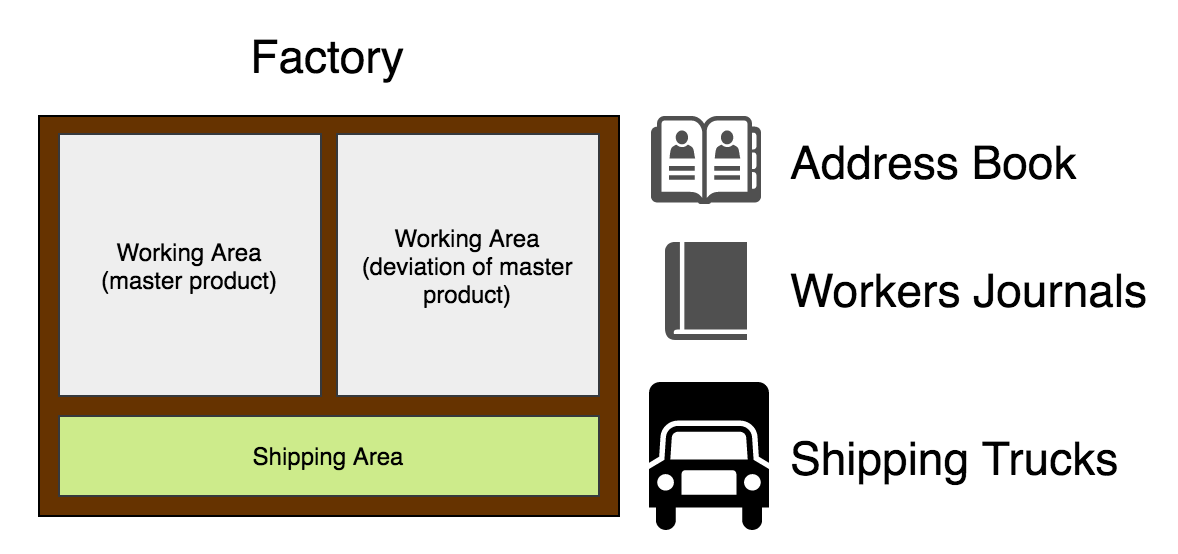 Factory
Working Area
(master product)
Working Area
(deviation of master
product)
Shipping Area
Address Book
Workers Journals
Shipping Trucks